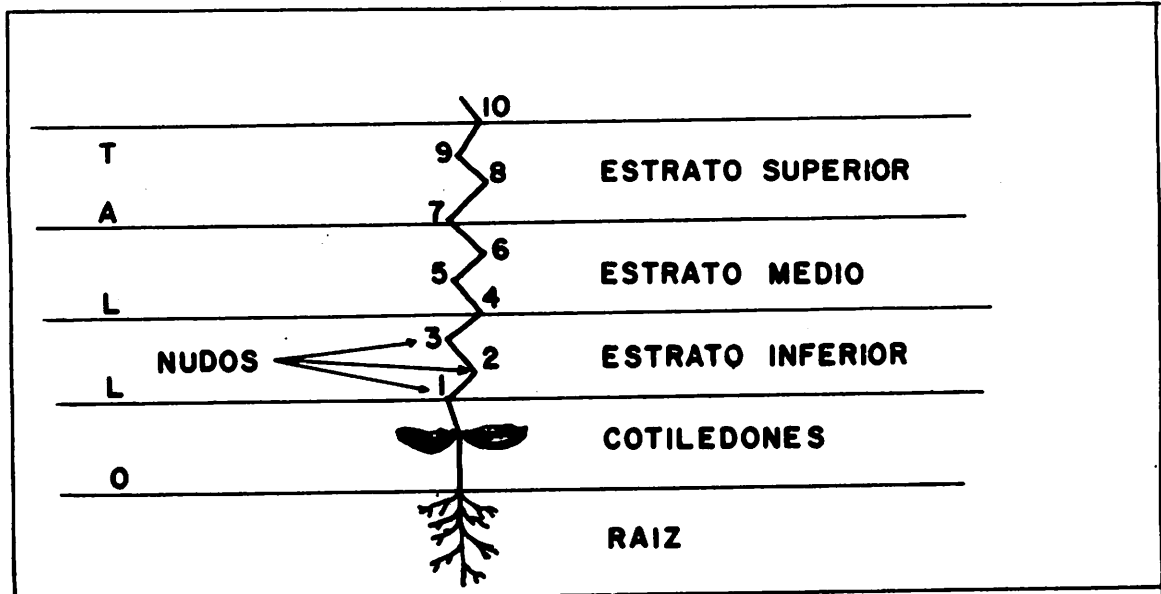 10
T
9
8
ESTRATO SUPERIOR
A
7
6
5
ESTRATO MEDIO
L
4
3
NUDOS
2
ESTRATO INFERIOR
L
1
COTILEDONES
O
RAIZ